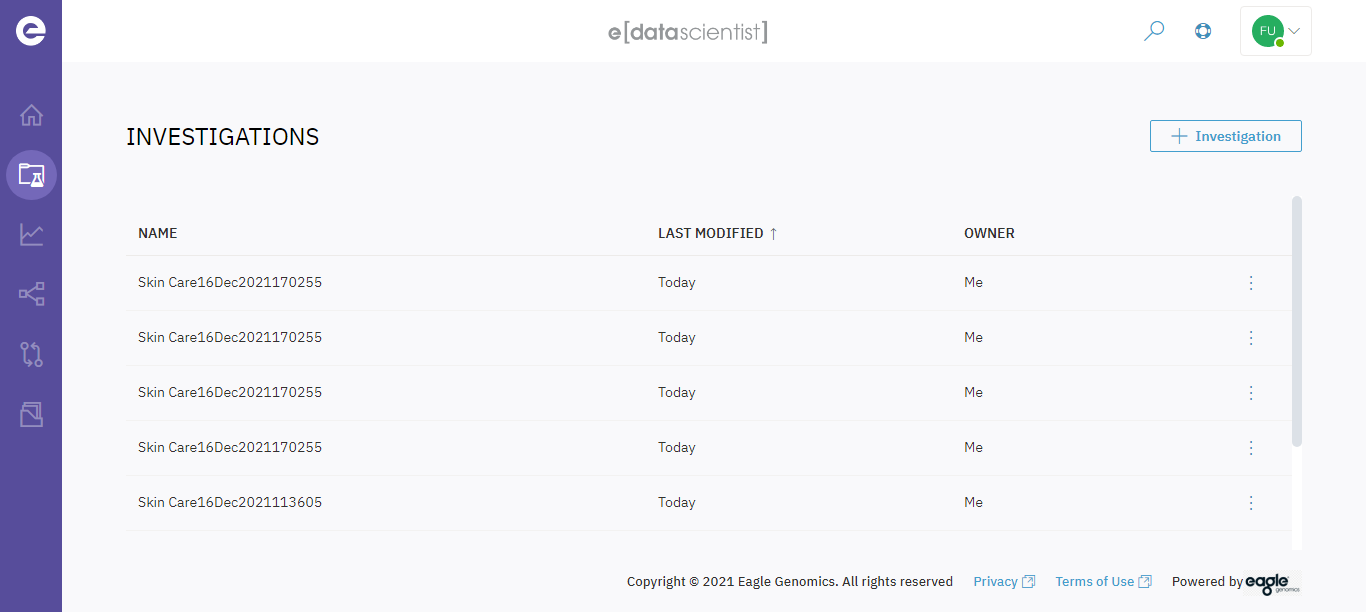 e[datascientist]
FU
INVESTIGATIONS
Investigation
NAME LAST MODIFIED ↑ OWNER
Skin Care16Dec2021170255 Today Me
Skin Care16Dec2021170255 Today Me
Skin Care16Dec2021170255 Today Me
Skin Care16Dec2021170255 Today Me
Skin Care16Dec2021113605 Today Me
Copyright © 2021 Eagle Genomics. All rights reserved Privacy Terms of Use Powered by eagle genomics